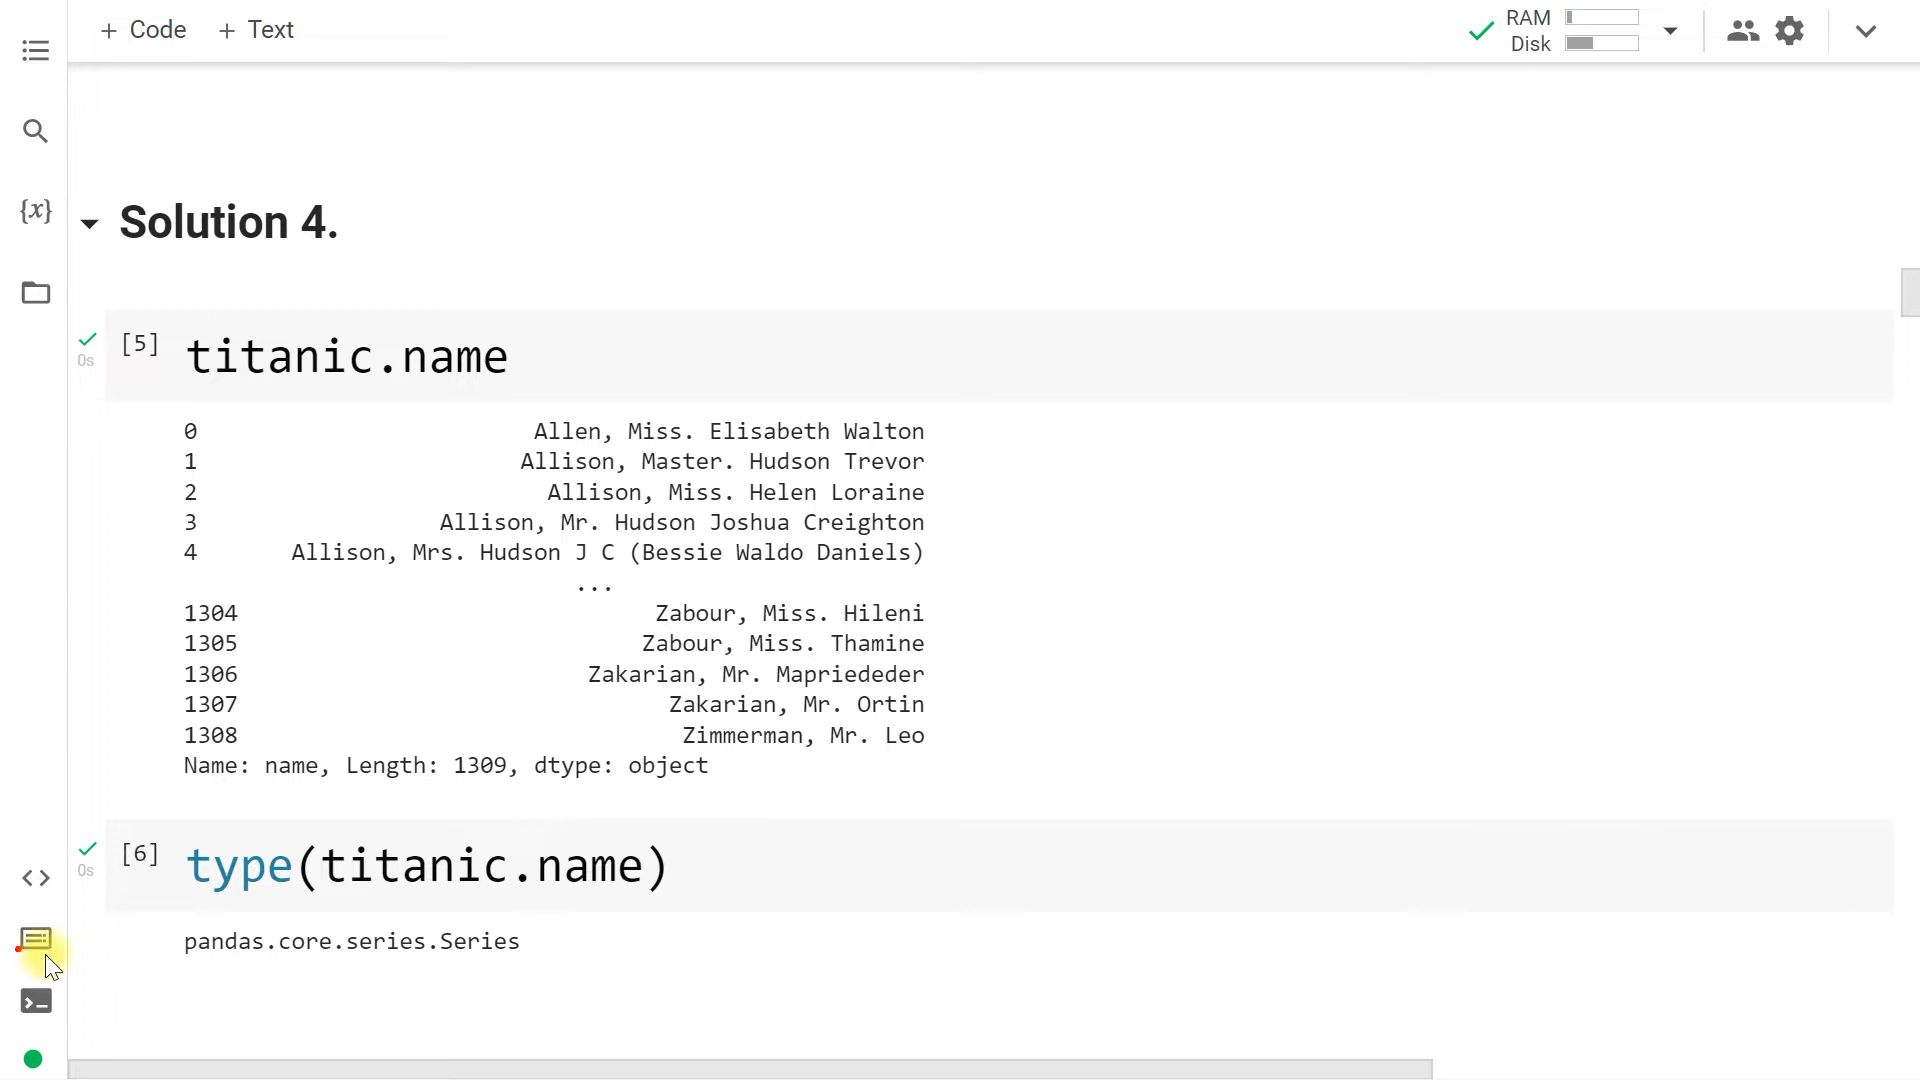 + Code + Text
RAM
Disk
{x}
Solution 4.
[5] titanic.name
0s
0 Allen, Miss. Elisabeth Walton
1 Allison, Master. Hudson Trevor
2 Allison, Miss. Helen Loraine
3 Allison, Mr. Hudson Joshua Creighton
4 Allison, Mrs. Hudson J C (Bessie Waldo Daniels)
...
1304 Zabour, Miss. Hileni
1305 Zabour, Miss. Thamine
1306 Zakarian, Mr. Mapriededer
1307 Zakarian, Mr. Ortin
1308 Zimmerman, Mr. Leo
Name: name, Length: 1309, dtype: object
[6] type(titanic.name)
0s
pandas.core.series.Series